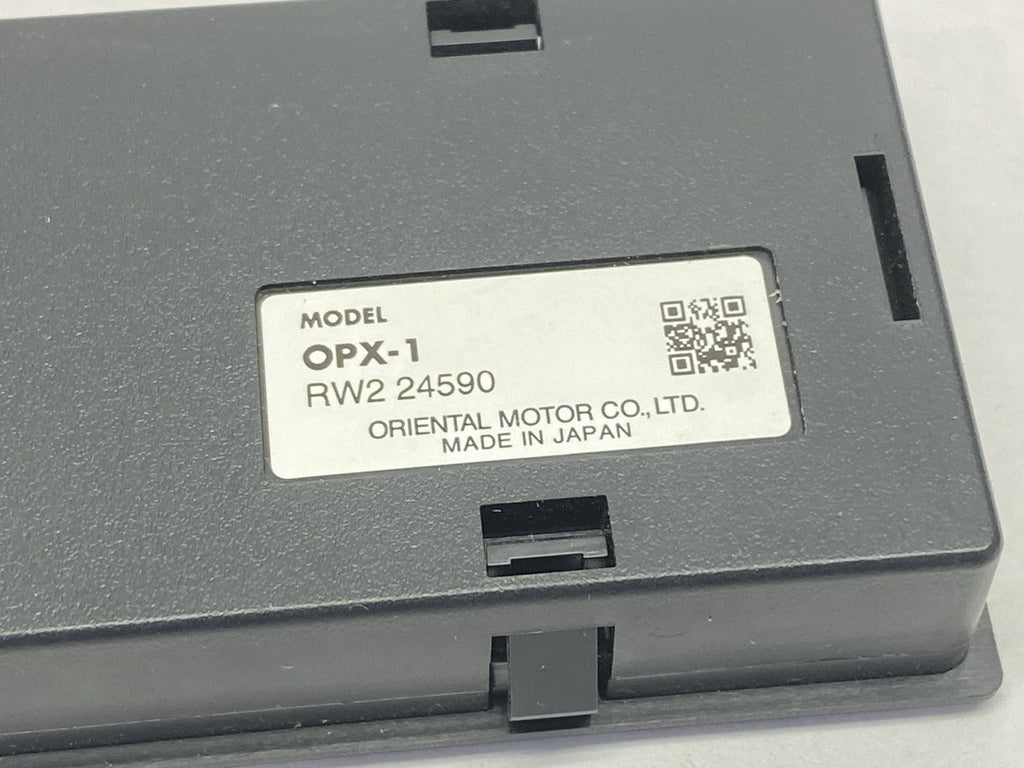 MODEL
OPX-1
RW2 24590
ORIENTAL MOTOR CO., LTD.
MADE IN JAPAN